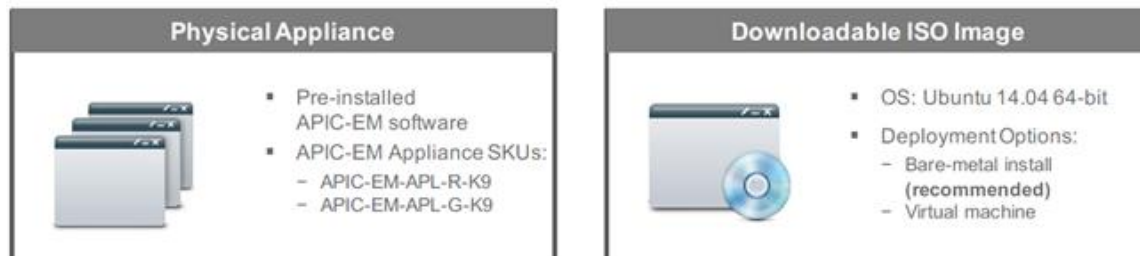 Physical Appliance
▪ Pre-installed
APIC-EM software
▪ APIC-EM Appliance SKUs:
– APIC-EM-APL-R-K9
– APIC-EM-APL-G-K9
Downloadable ISO Image
▪ OS: Ubuntu 14.04 64-bit
▪ Deployment Options:
– Bare-metal install
(recommended)
– Virtual machine